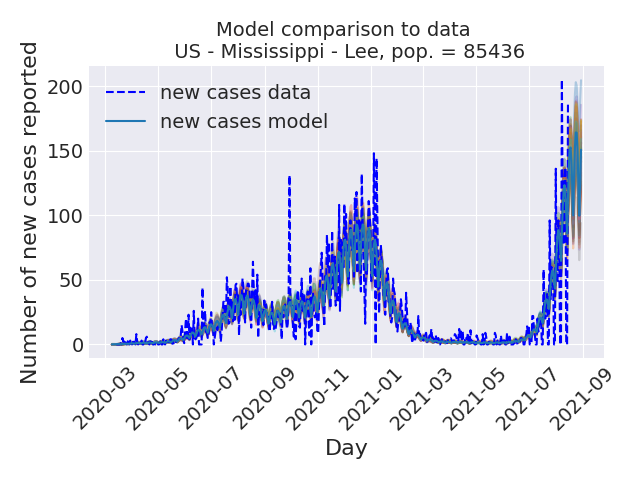 Model comparison to data
US - Mississippi - Lee, pop. = 85436
Number of new cases reported
200
150
100
50
0
new cases data
new cases model
2020-03
2020-05
2020-07
2020-09
2020-11
2021-01
2021-03
2021-05
2021-07
2021-09
Day